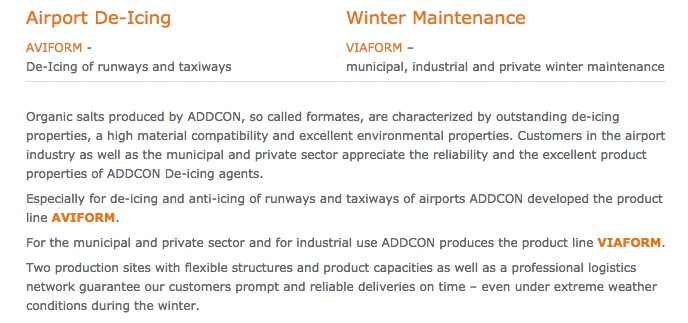 Airport De-Icing
AVIFORM -
De-Icing of runways and taxiways
Winter Maintenance
VIAFORM –
municipal, industrial and private winter maintenance
Organic salts produced by ADDCON, so called formates, are characterized by outstanding de-icing
properties, a high material compatibility and excellent environmental properties. Customers in the airport
industry as well as the municipal and private sector appreciate the reliability and the excellent product
properties of ADDCON De-icing agents.
Especially for de-icing and anti-icing of runways and taxiways of airports ADDCON developed the product
line AVIFORM.
For the municipal and private sector and for industrial use ADDCON produces the product line VIAFORM.
Two production sites with flexible structures and product capacities as well as a professional logistics
network guarantee our customers prompt and reliable deliveries on time – even under extreme weather
conditions during the winter.